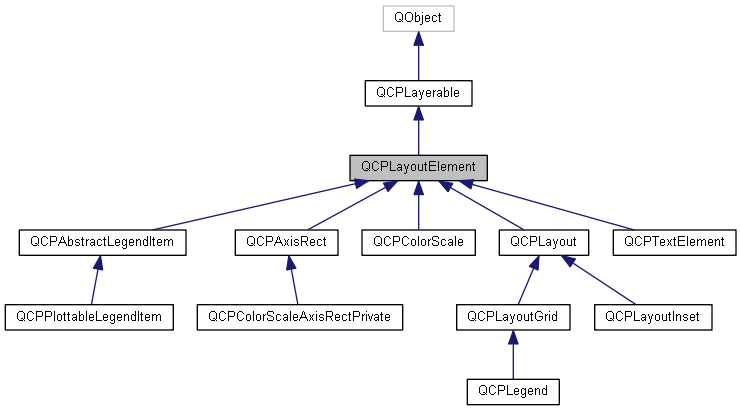 QObject
QCPLayerable
QCPLayoutElement
QCPAbstractLegendItem
QCPAxisRect
QCPColorScale
QCPLayout
QCPTextElement
QCPPlottableLegendItem
QCPColorScaleAxisRectPrivate
QCPLayoutGrid
QCPLayoutInset
QCPLegend